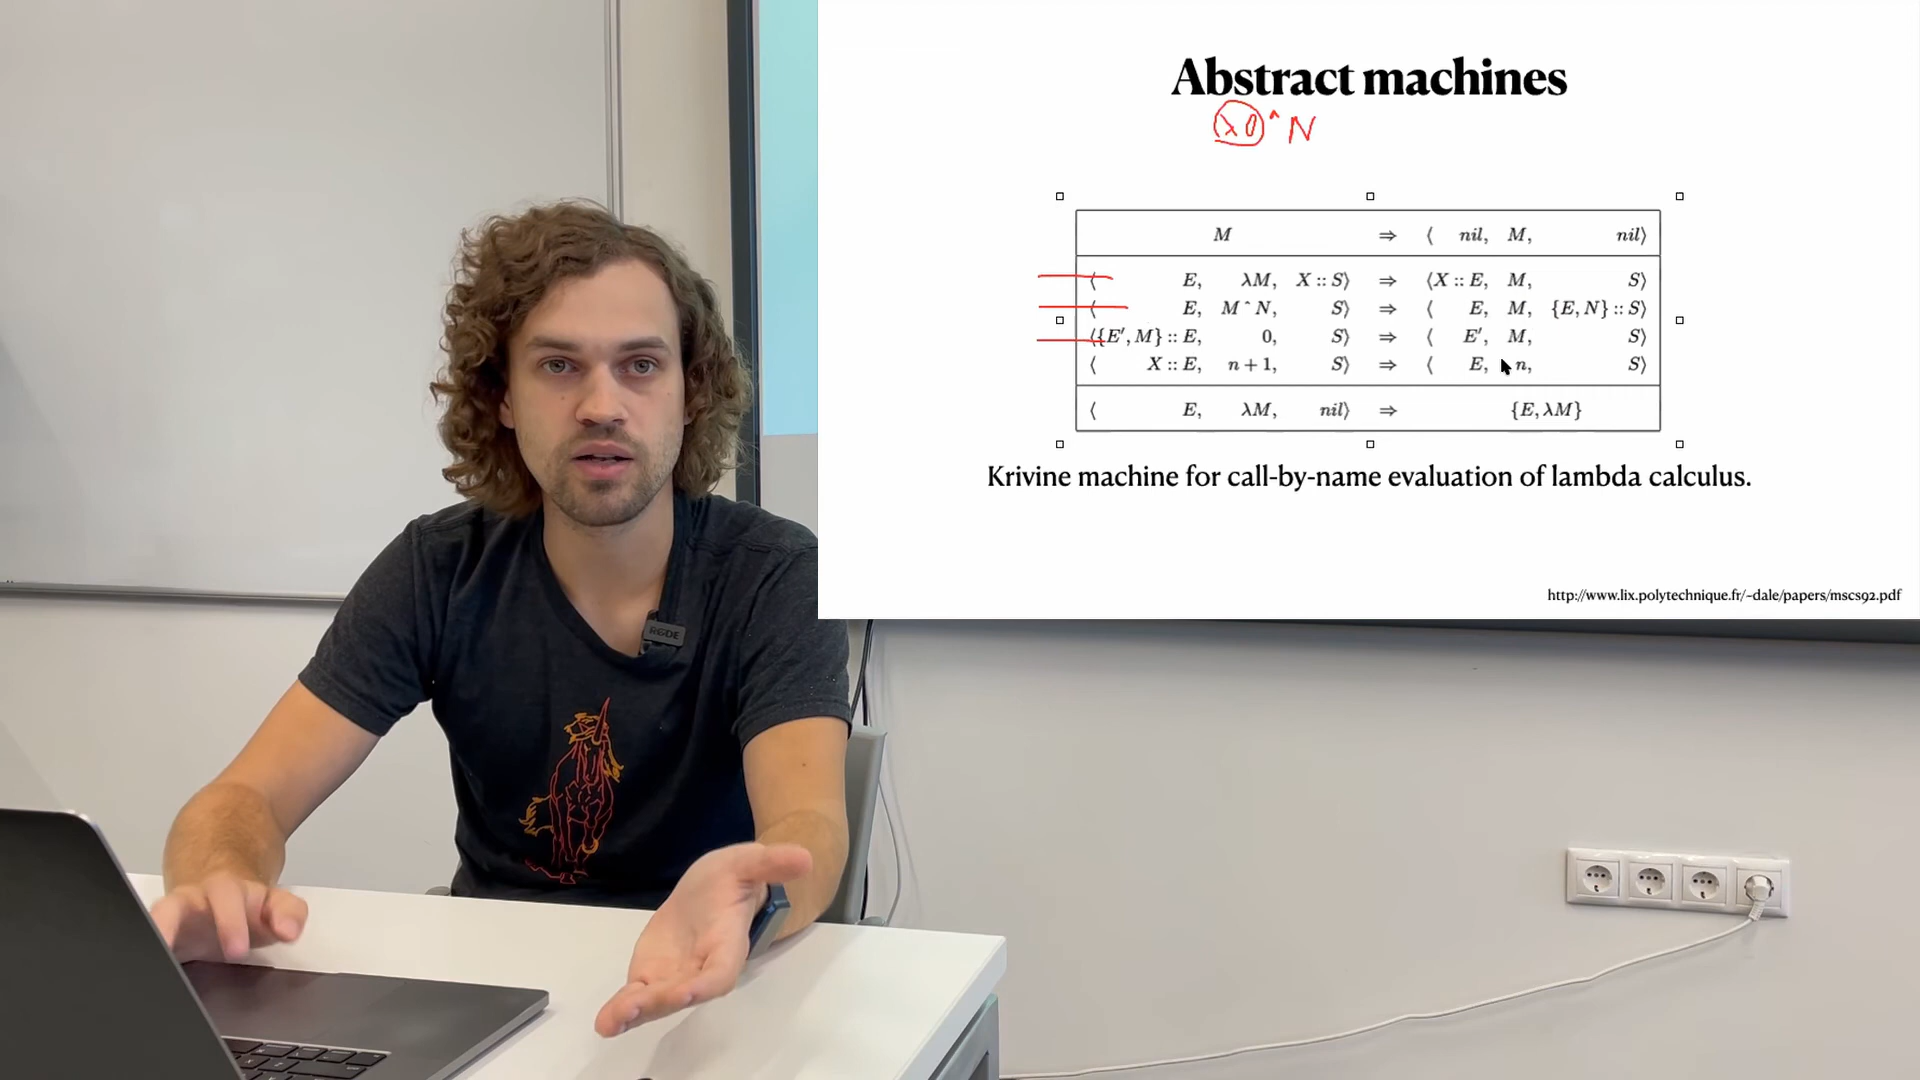 Abstract machines
(λ0)^N
M ⇒ ⟨ nil, M, nil⟩
⟨ E, λM, X :: S⟩ ⇒ ⟨X :: E, M, S⟩
⟨ E, M ^ N, S⟩ ⇒ ⟨ E, M, {E, N} :: S⟩
⟨{E′, M} :: E, 0, S⟩ ⇒ ⟨ E′, M, S⟩
⟨ X :: E, n + 1, S⟩ ⇒ ⟨ E, n, S⟩
⟨ E, λM, nil⟩ ⇒ {E, λM}
Krivine machine for call-by-name evaluation of lambda calculus.
http://www.lix.polytechnique.fr/~dale/papers/mscs92.pdf
RØDE